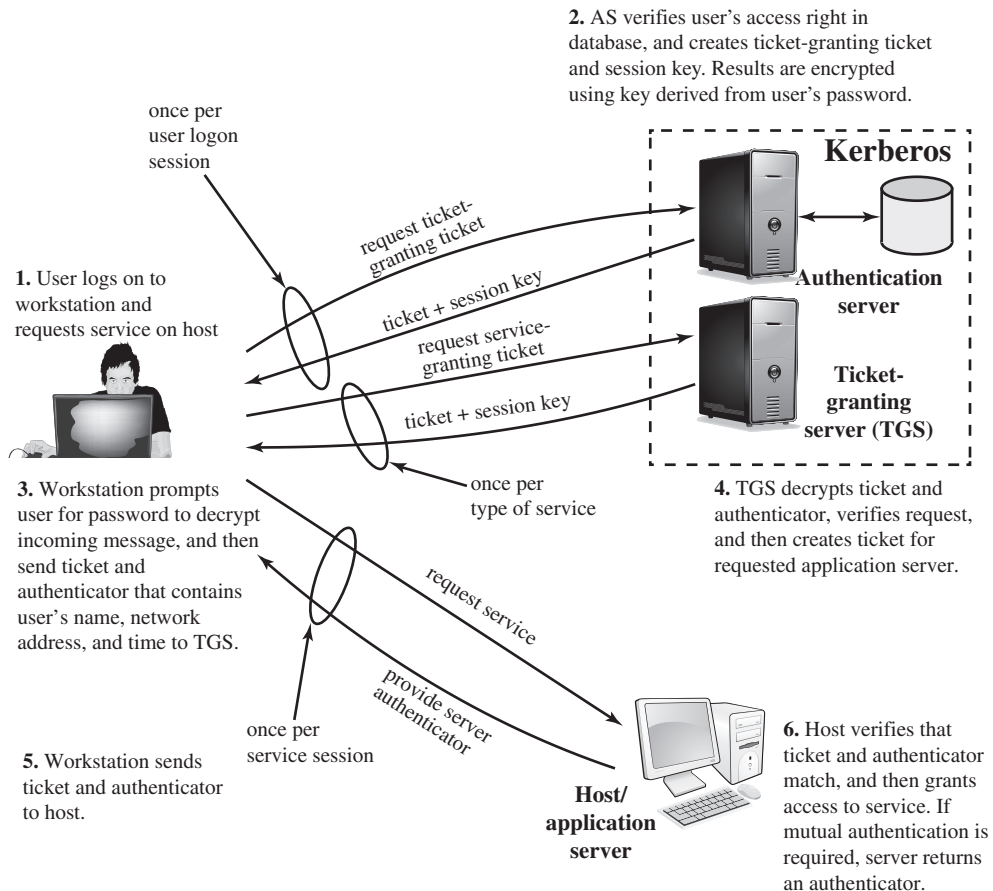 2. AS verifies user's access right in
database, and creates ticket-granting ticket
and session key. Results are encrypted
using key derived from user's password.
once per
user logon
session
Kerberos
request ticket-
granting ticket
1. User logs on to
workstation and
requests service on host
ticket + session key
Authentication
server
request service-
granting ticket
ticket + session key
Ticket-
granting
server (TGS)
once per
type of service
3. Workstation prompts
user for password to decrypt
incoming message, and then
send ticket and
authenticator that contains
user's name, network
address, and time to TGS.
4. TGS decrypts ticket and
authenticator, verifies request,
and then creates ticket for
requested application server.
request service
provide server
authenticator
once per
service session
5. Workstation sends
ticket and authenticator
to host.
Host/
application
server
6. Host verifies that
ticket and authenticator
match, and then grants
access to service. If
mutual authentication is
required, server returns
an authenticator.